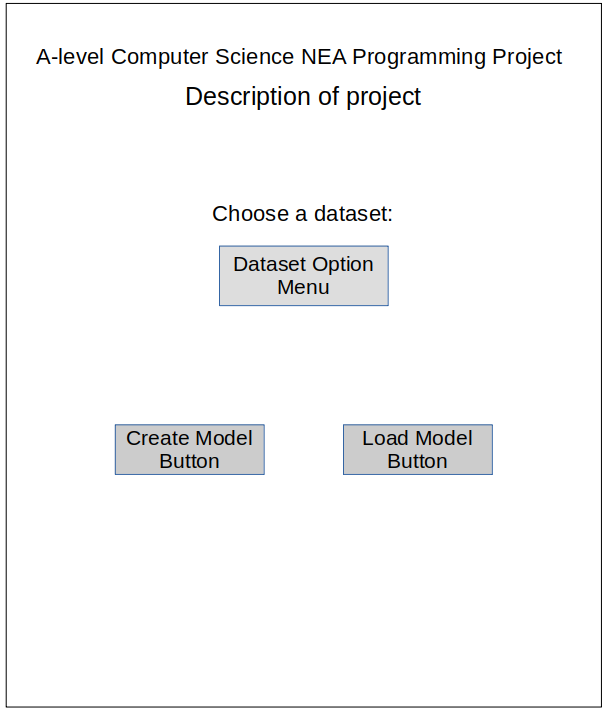 A-level Computer Science NEA Programming Project
Description of project
Choose a dataset:
Dataset Option
Menu
Create Model
Button
Load Model
Button